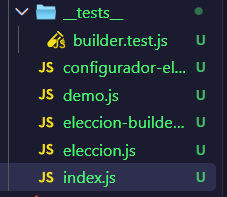 __tests__
builder.test.js U
JS configurador-el... U
JS demo.js U
JS eleccion-builde... U
JS eleccion.js U
JS index.js U